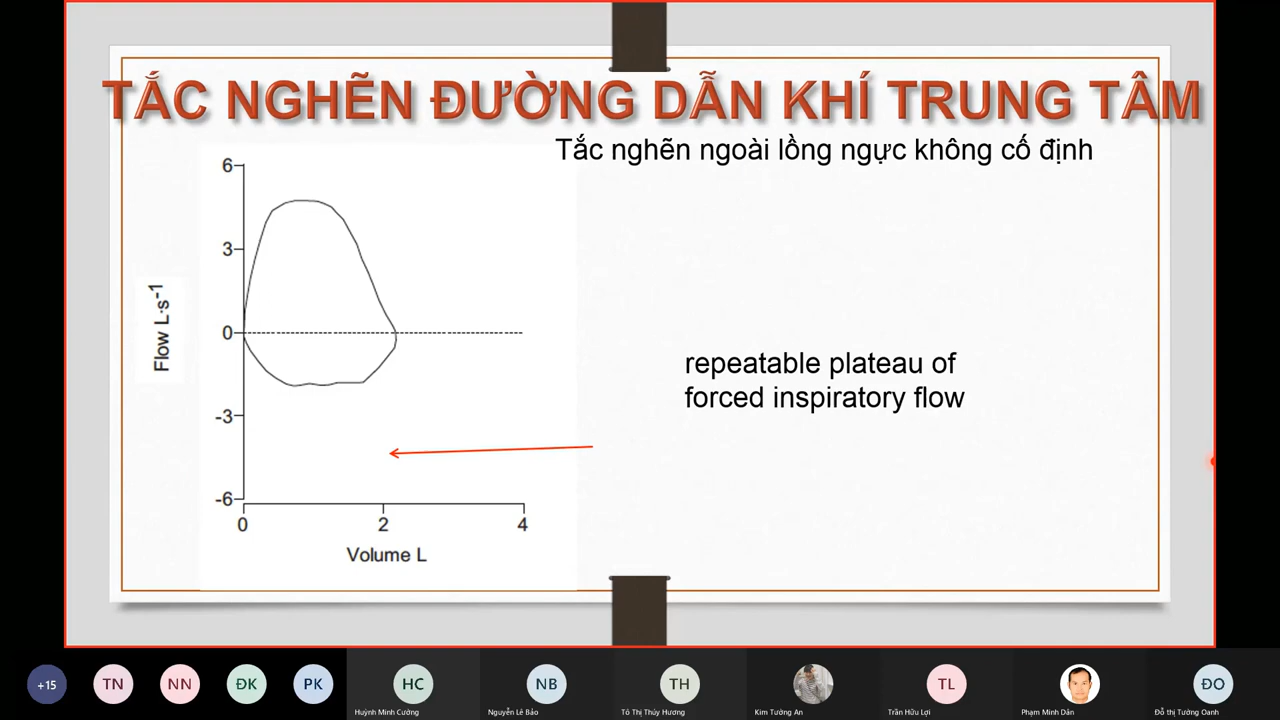 TẮC NGHẼN ĐƯỜNG DẪN KHÍ TRUNG TÂM
Tắc nghẽn ngoài lồng ngực không cố định
6
3
0
-3
-6
Flow L·s⁻¹
0 2 4
Volume L
repeatable plateau of
forced inspiratory flow
+15 TN NN ĐK PK HC NB TH TL ĐO
Huỳnh Minh Cường Nguyễn Lê Bảo Tô Thị Thúy Hương Kim Tường An Trần Hữu Lợi Phạm Minh Dân Đỗ thị Tường Oanh